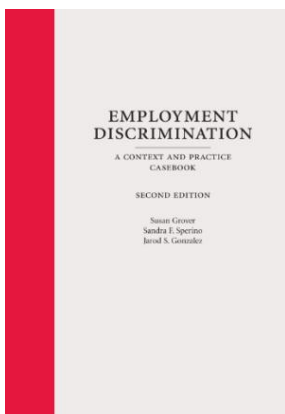 EMPLOYMENT
DISCRIMINATION
A CONTEXT AND PRACTICE
CASEBOOK
SECOND EDITION
Susan Grover
Sandra F. Sperino
Jarod S. Gonzalez